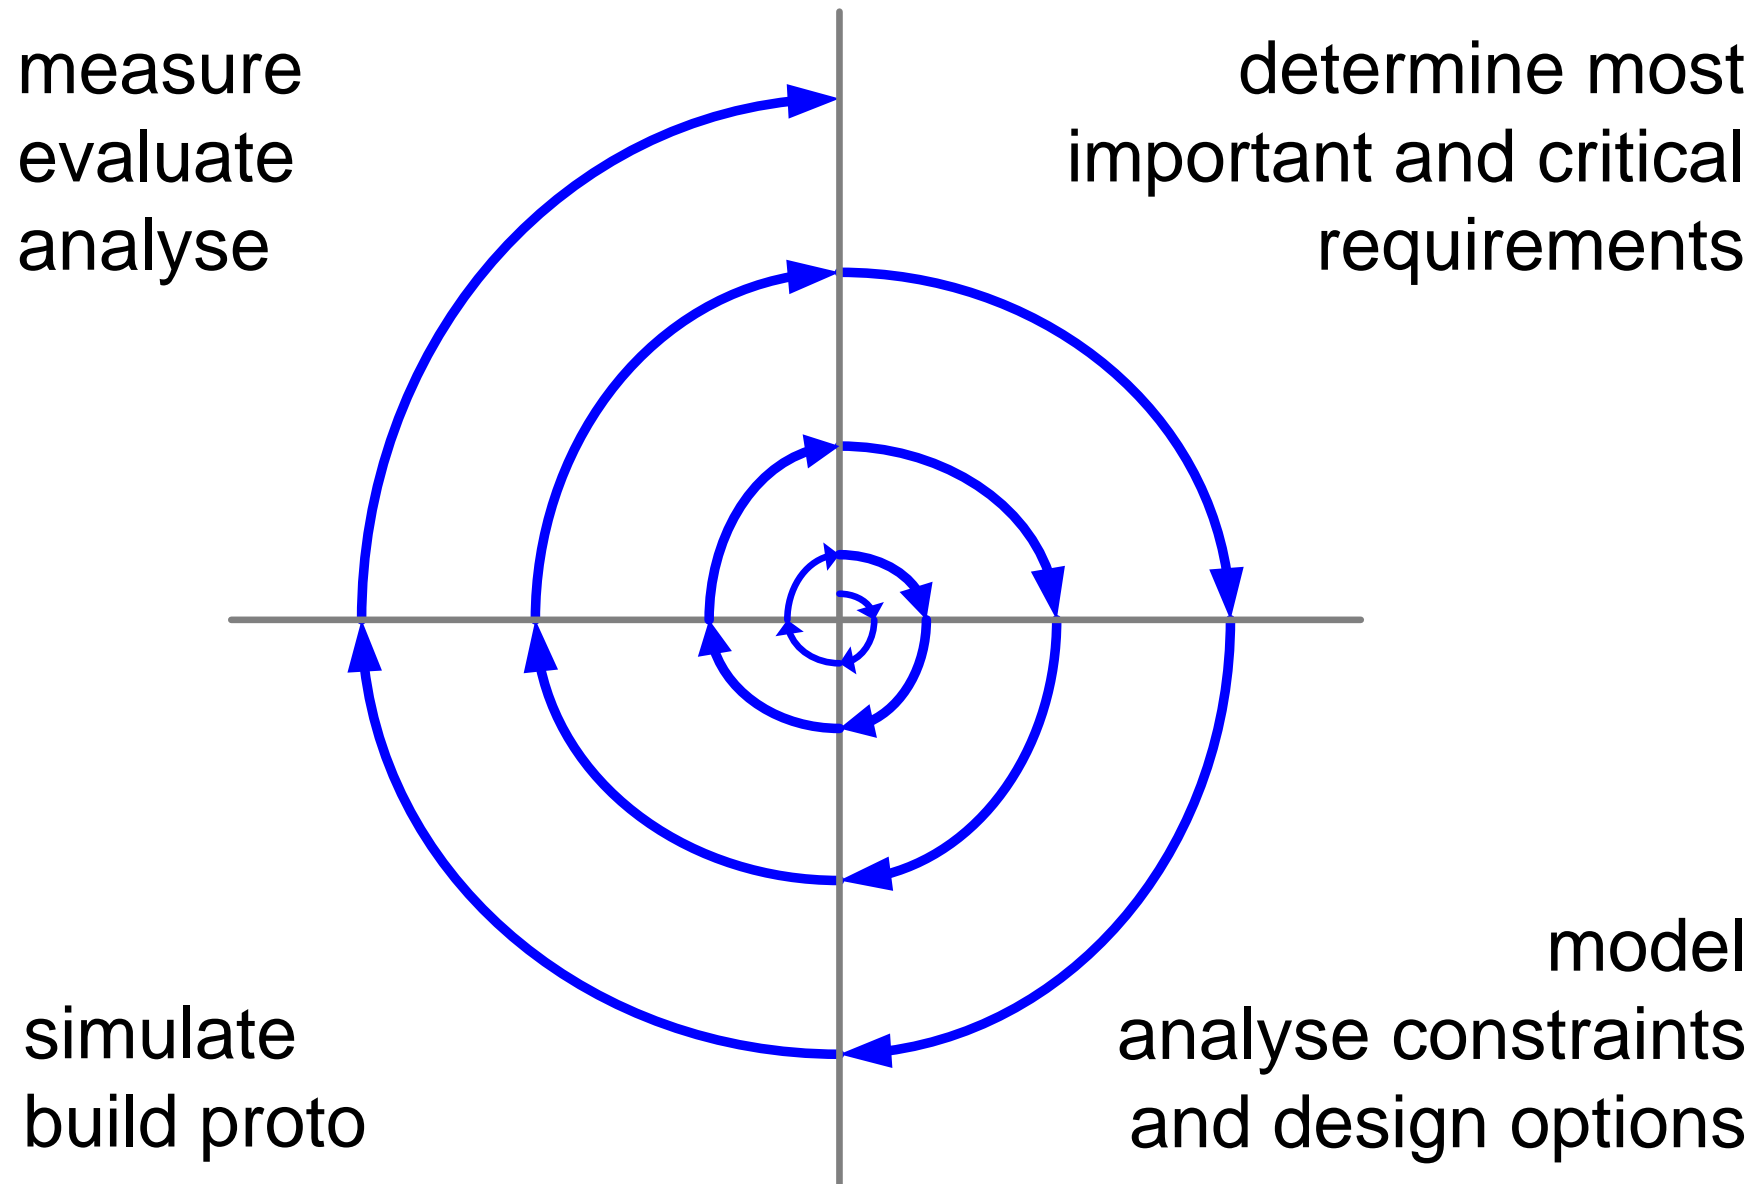 measure
evaluate
analyse
determine most
important and critical
requirements
simulate
build proto
model
analyse constraints
and design options